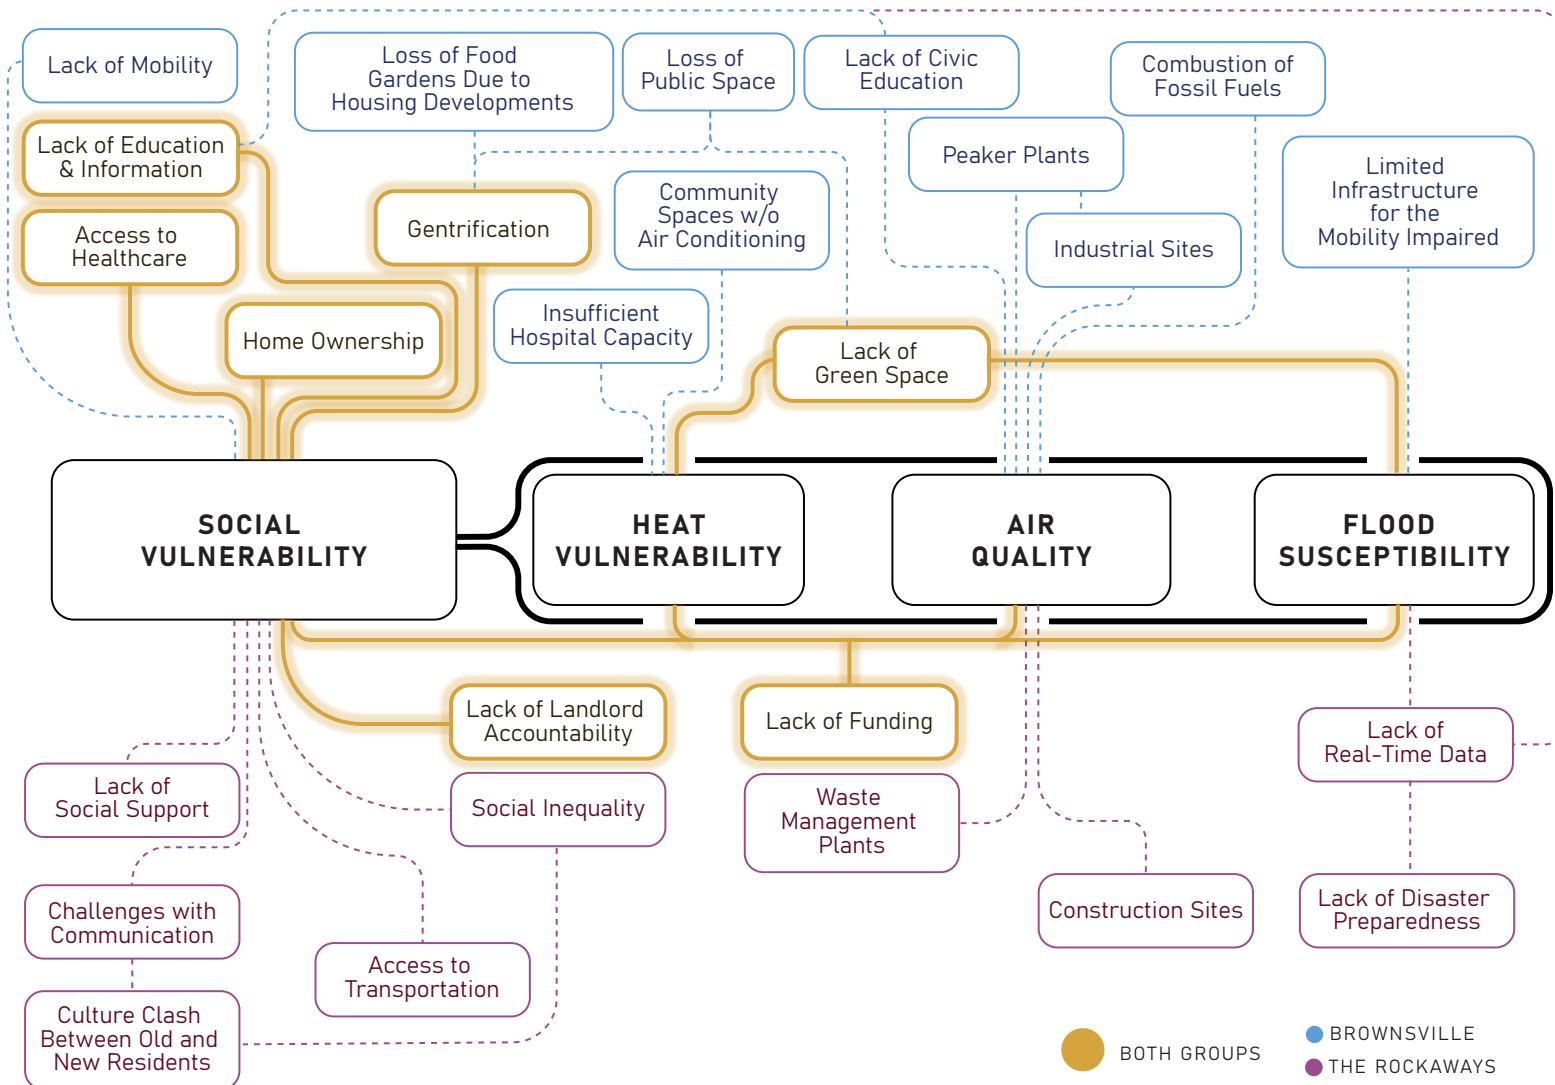 Lack of Mobility
Loss of Food
Gardens Due to
Housing Developments
Loss of
Public Space
Lack of Civic
Education
Combustion of
Fossil Fuels
Lack of Education
& Information
Peaker Plants
Limited
Infrastructure
for the
Mobility Impaired
Community
Spaces w/o
Air Conditioning
Access to
Healthcare
Gentrification
Industrial Sites
Home Ownership
Insufficient
Hospital Capacity
Lack of
Green Space
SOCIAL
VULNERABILITY
HEAT
VULNERABILITY
AIR
QUALITY
FLOOD
SUSCEPTIBILITY
Lack of Landlord
Accountability
Lack of Funding
Lack of
Real-Time Data
Lack of
Social Support
Social Inequality
Waste
Management
Plants
Challenges with
Communication
Construction Sites
Lack of Disaster
Preparedness
Access to
Transportation
Culture Clash
Between Old and
New Residents
BOTH GROUPS
BROWNSVILLE
THE ROCKAWAYS